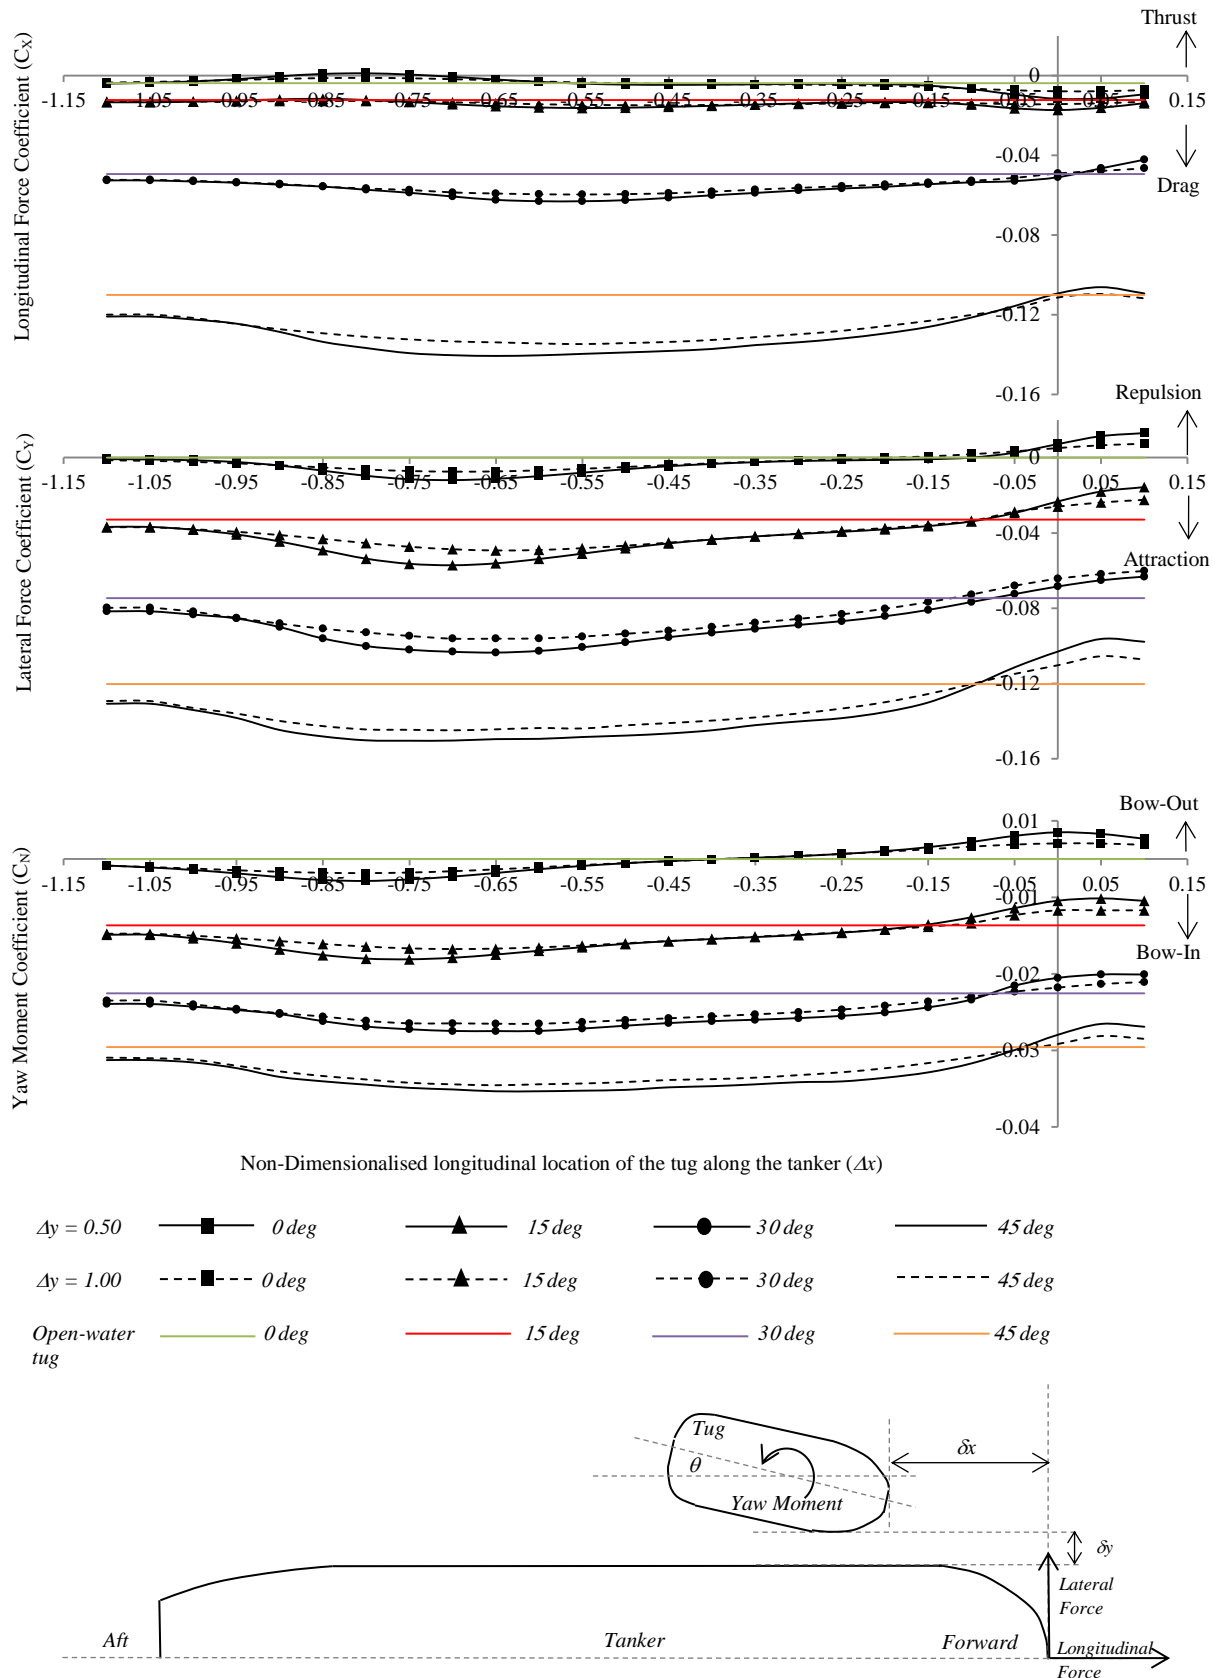 Thrust
Longitudinal Force Coefficient (CX)
0
-1.15 -1.05 -0.95 -0.85 -0.75 -0.65 -0.55 -0.45 -0.35 -0.25 -0.15 -0.05 0.05 0.15
-0.04
Drag
-0.08
-0.12
-0.16
Repulsion
Lateral Force Coefficient (CY)
0
-1.15 -1.05 -0.95 -0.85 -0.75 -0.65 -0.55 -0.45 -0.35 -0.25 -0.15 -0.05 0.05 0.15
-0.04
Attraction
-0.08
-0.12
-0.16
Bow-Out
Yaw Moment Coefficient (CN)
0.01
-1.15 -1.05 -0.95 -0.85 -0.75 -0.65 -0.55 -0.45 -0.35 -0.25 -0.15 -0.05 0.05 0.15
-0.01
Bow-In
-0.02
-0.03
-0.04
Non-Dimensionalised longitudinal location of the tug along the tanker (Δx)
Δy = 0.50 0 deg 15 deg 30 deg 45 deg
Δy = 1.00 0 deg 15 deg 30 deg 45 deg
Open-water 0 deg 15 deg 30 deg 45 deg
tug
Tug
δx
θ
Yaw Moment
δy
Lateral
Force
Aft Tanker Forward Longitudinal
Force